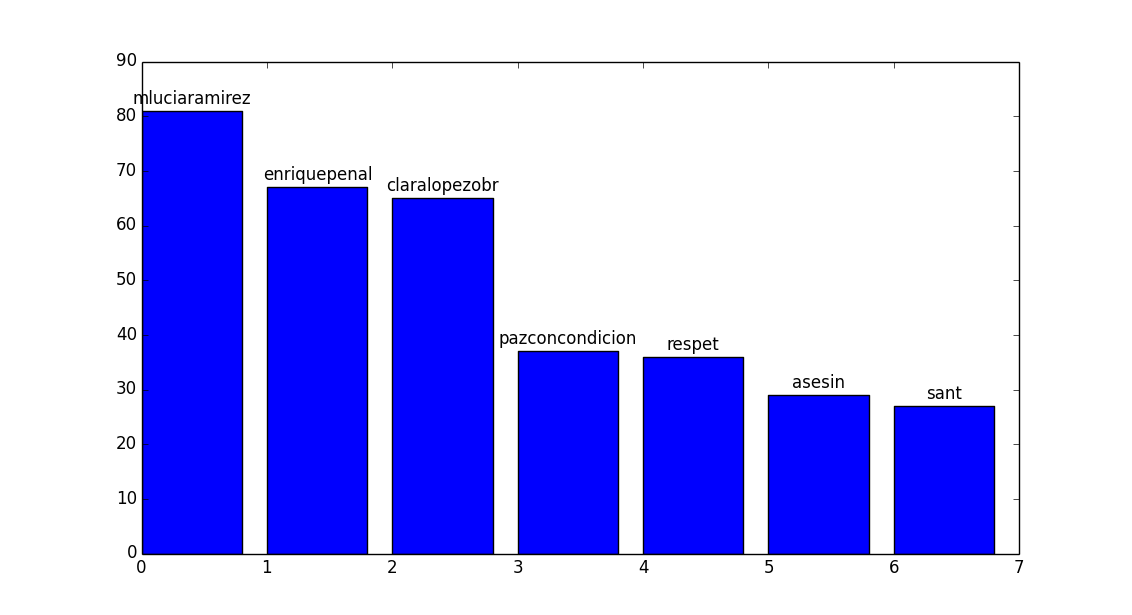 90
mluciaramirez
80
70
enriquepenal
claralopezobr
60
50
40
pazconcondicion
respet
30
asesin
sant
20
10
0
0 1 2 3 4 5 6 7